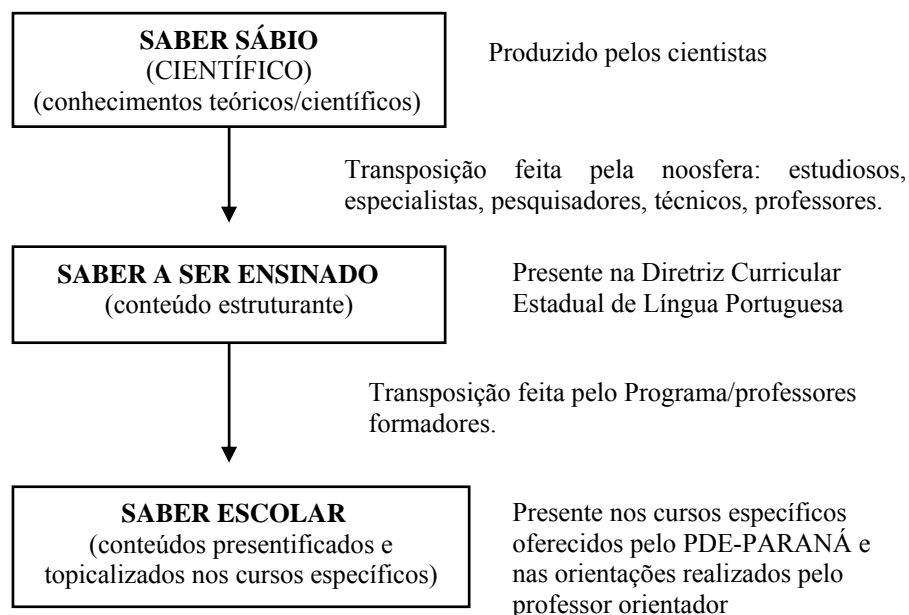 SABER SÁBIO
(CIENTÍFICO)
(conhecimentos teóricos/científicos)
Produzido pelos cientistas
Transposição feita pela noosfera: estudiosos,
especialistas, pesquisadores, técnicos, professores.
SABER A SER ENSINADO
(conteúdo estruturante)
Presente na Diretriz Curricular
Estadual de Língua Portuguesa
Transposição feita pelo Programa/professores
formadores.
SABER ESCOLAR
(conteúdos presentificados e
topicalizados nos cursos específicos)
Presente nos cursos específicos
oferecidos pelo PDE-PARANÁ e
nas orientações realizados pelo
professor orientador